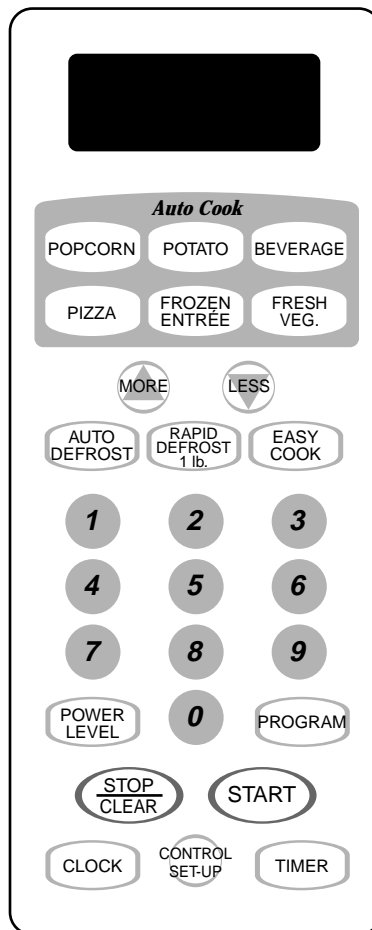 Auto Cook
POPCORN POTATO BEVERAGE
PIZZA
FROZEN
ENTRÉE
FRESH
VEG.
MORE LESS
AUTO
DEFROST
RAPID
DEFROST
1 lb.
EASY
COOK
1 2 3
4 5 6
7 8 9
POWER
LEVEL
0
PROGRAM
STOP
CLEAR
START
CLOCK
CONTROL
SET-UP
TIMER